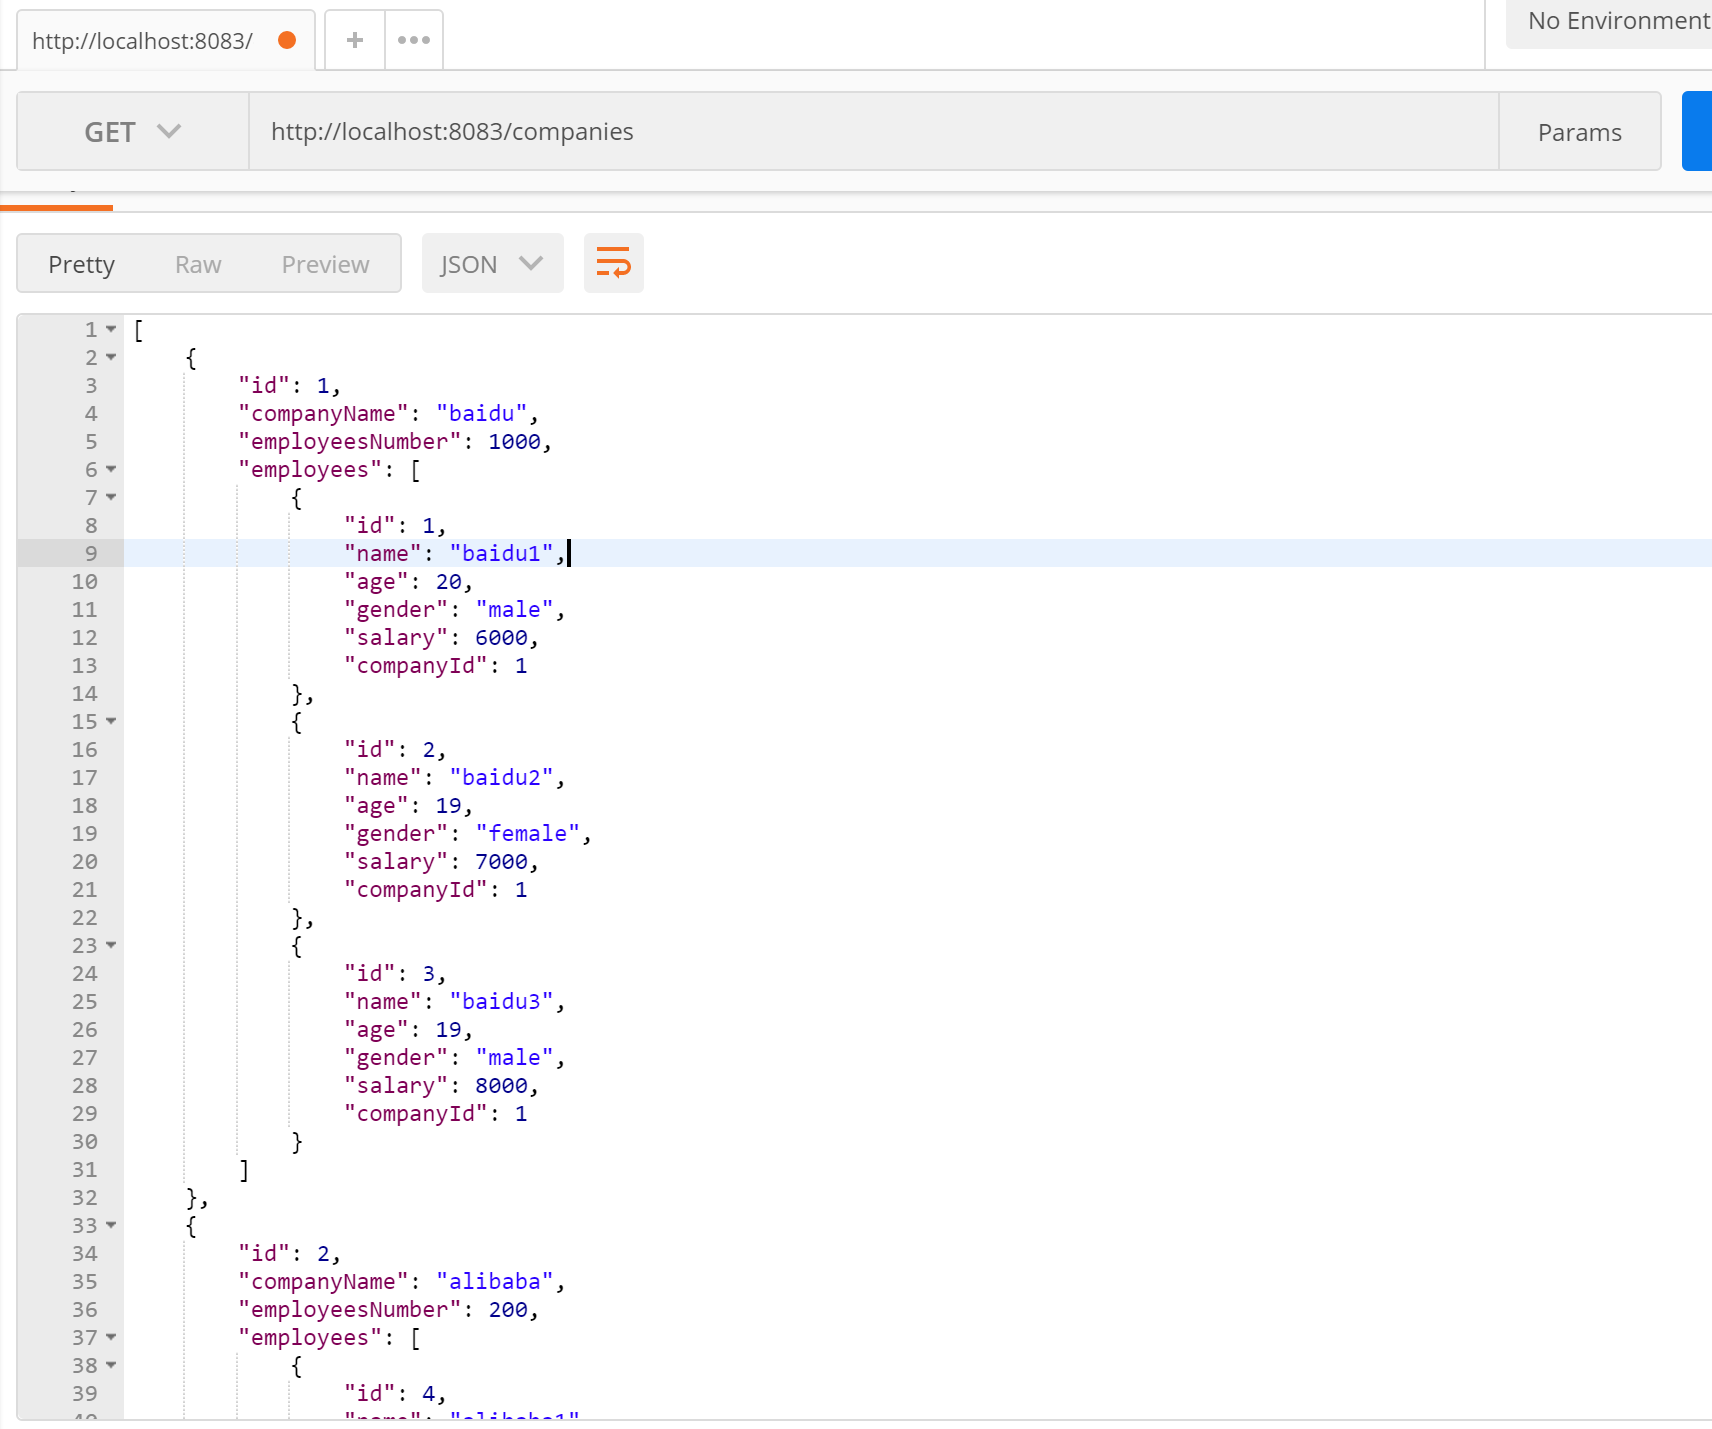 http://localhost:8083/
+
•••
No Environment
GET
http://localhost:8083/companies
Params
Pretty
Raw
Preview
JSON
1 [
2 {
3 "id": 1,
4 "companyName": "baidu",
5 "employeesNumber": 1000,
6 "employees": [
7 {
8 "id": 1,
9 "name": "baidu1",
10 "age": 20,
11 "gender": "male",
12 "salary": 6000,
13 "companyId": 1
14 },
15 {
16 "id": 2,
17 "name": "baidu2",
18 "age": 19,
19 "gender": "female",
20 "salary": 7000,
21 "companyId": 1
22 },
23 {
24 "id": 3,
25 "name": "baidu3",
26 "age": 19,
27 "gender": "male",
28 "salary": 8000,
29 "companyId": 1
30 }
31 ]
32 },
33 {
34 "id": 2,
35 "companyName": "alibaba",
36 "employeesNumber": 200,
37 "employees": [
38 {
39 "id": 4,
40 "name": "alibaba1"